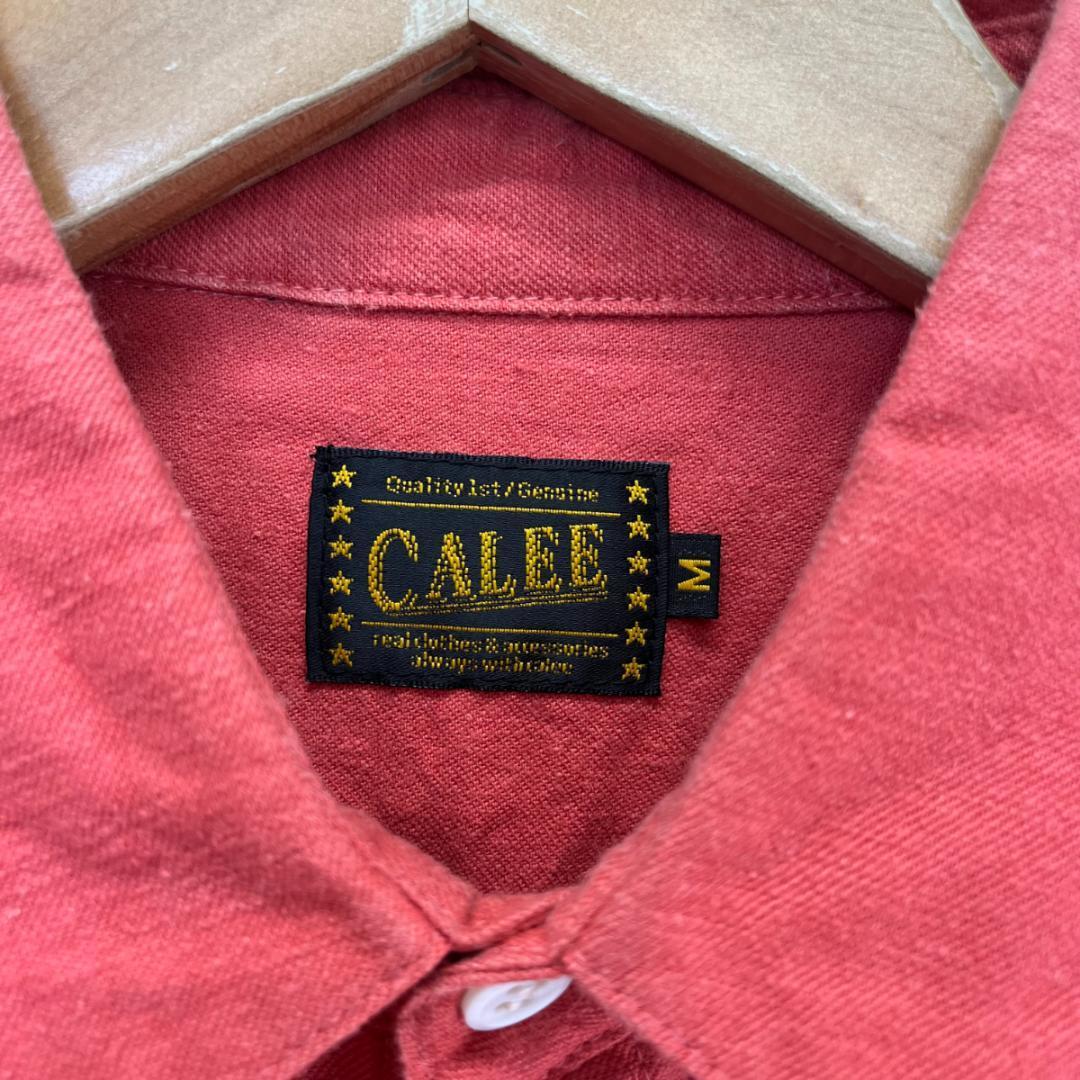 Quality 1st/Genuine
CALEE
real clothes & accessories
always with calee
M